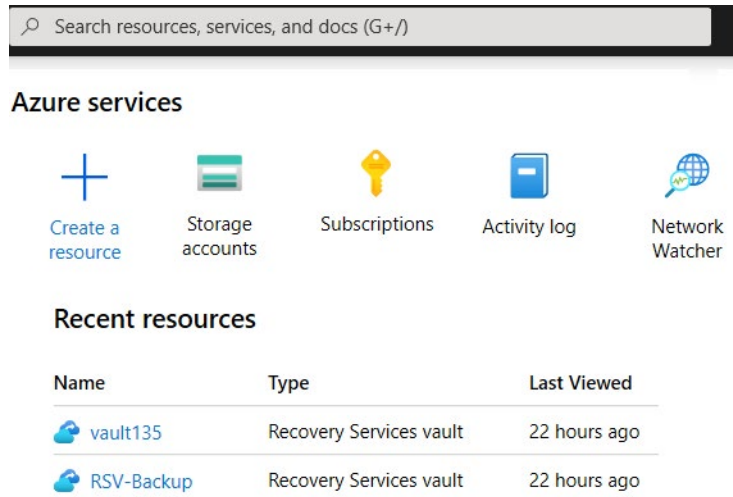 Search resources, services, and docs (G+/)
Azure services
Create a resource
Storage accounts
Subscriptions
Activity log
Network Watcher
Recent resources
Name Type Last Viewed
vault135 Recovery Services vault 22 hours ago
RSV-Backup Recovery Services vault 22 hours ago